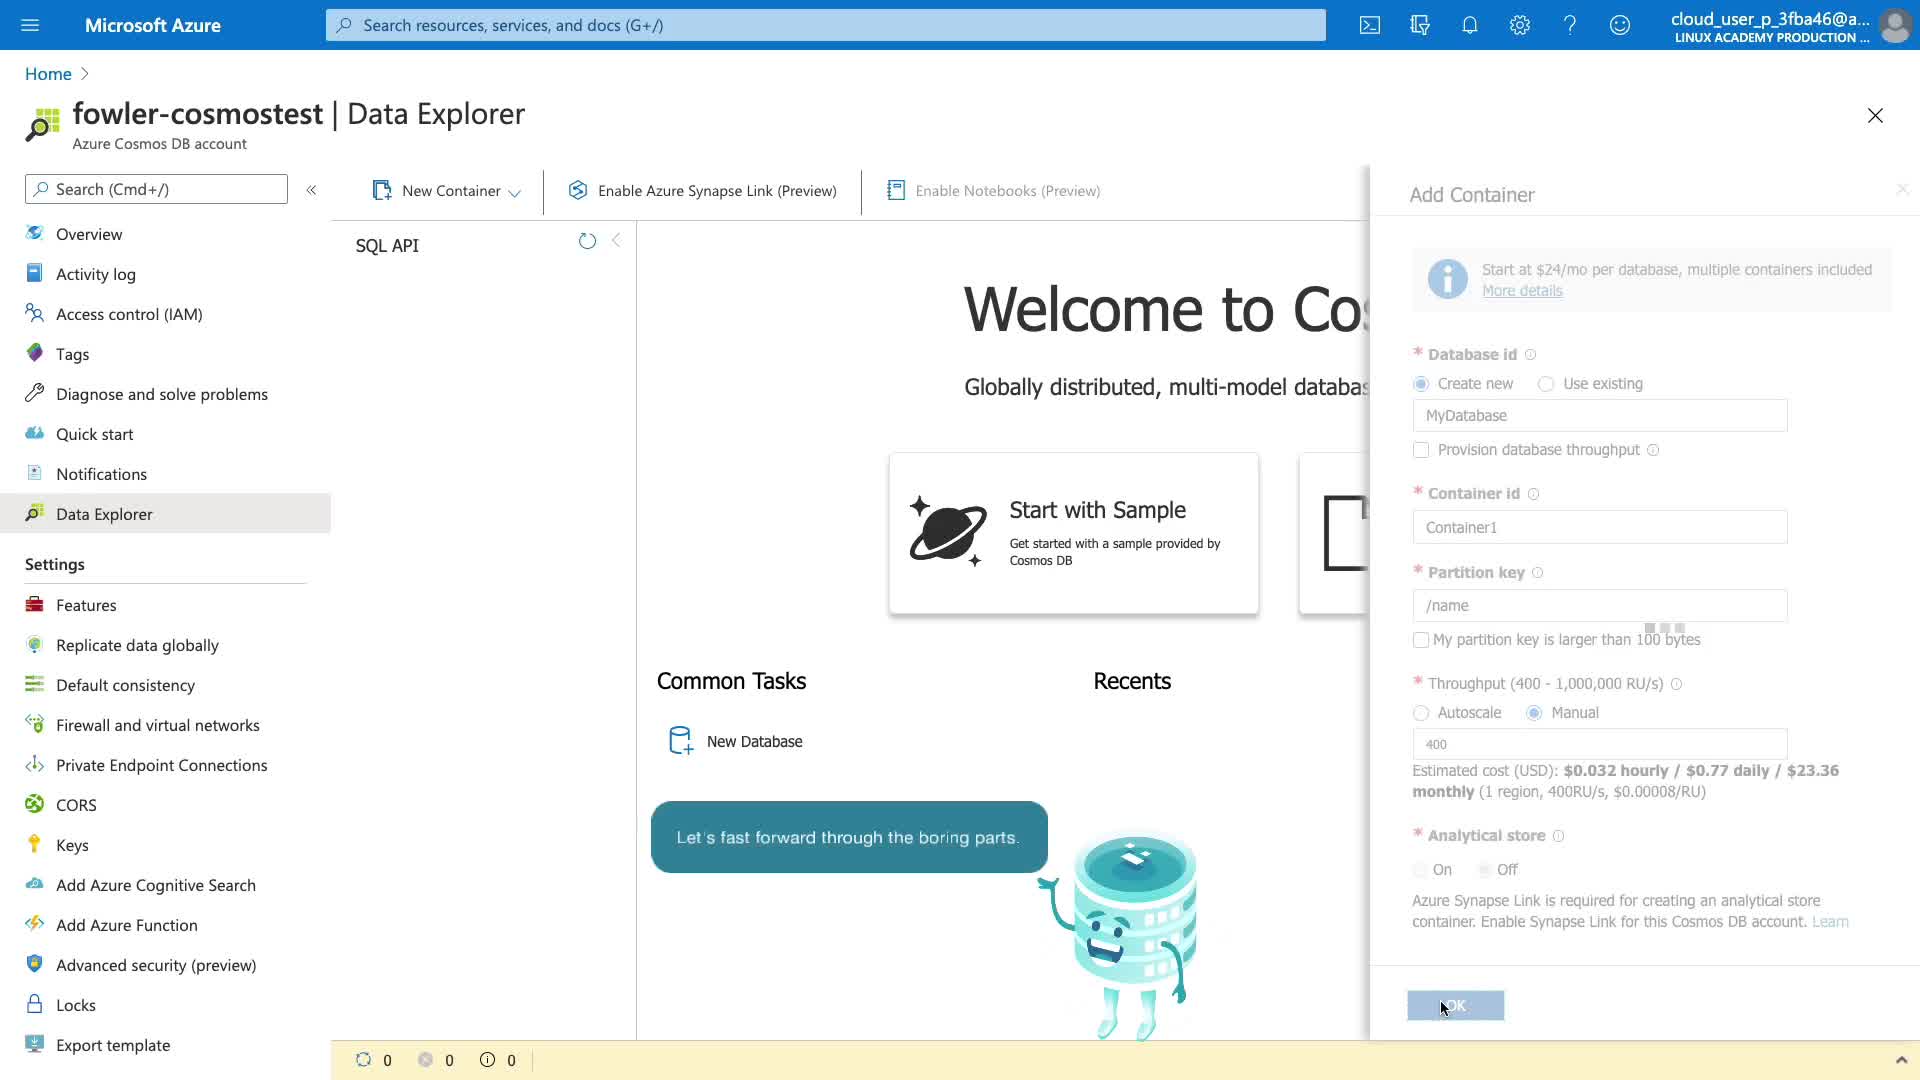 Microsoft Azure
Search resources, services, and docs (G+/)
cloud_user_p_3fba46@a...
LINUX ACADEMY PRODUCTION ...
Home
fowler-cosmostest | Data Explorer
Azure Cosmos DB account
Search (Cmd+/)
Overview
Activity log
Access control (IAM)
Tags
Diagnose and solve problems
Quick start
Notifications
Data Explorer
Settings
Features
Replicate data globally
Default consistency
Firewall and virtual networks
Private Endpoint Connections
CORS
Keys
Add Azure Cognitive Search
Add Azure Function
Advanced security (preview)
Locks
Export template
New Container
Enable Azure Synapse Link (Preview)
Enable Notebooks (Preview)
SQL API
Welcome to Cos
Globally distributed, multi-model databas
Start with Sample
Get started with a sample provided by
Cosmos DB
Common Tasks
Recents
New Database
Let's fast forward through the boring parts.
0 0 0
Add Container
Start at $24/mo per database, multiple containers included
More details
* Database id
Create new Use existing
MyDatabase
Provision database throughput
* Container id
Container1
* Partition key
/name
My partition key is larger than 100 bytes
* Throughput (400 - 1,000,000 RU/s)
Autoscale Manual
400
Estimated cost (USD): $0.032 hourly / $0.77 daily / $23.36
monthly (1 region, 400RU/s, $0.00008/RU)
* Analytical store
On Off
Azure Synapse Link is required for creating an analytical store
container. Enable Synapse Link for this Cosmos DB account. Learn
OK